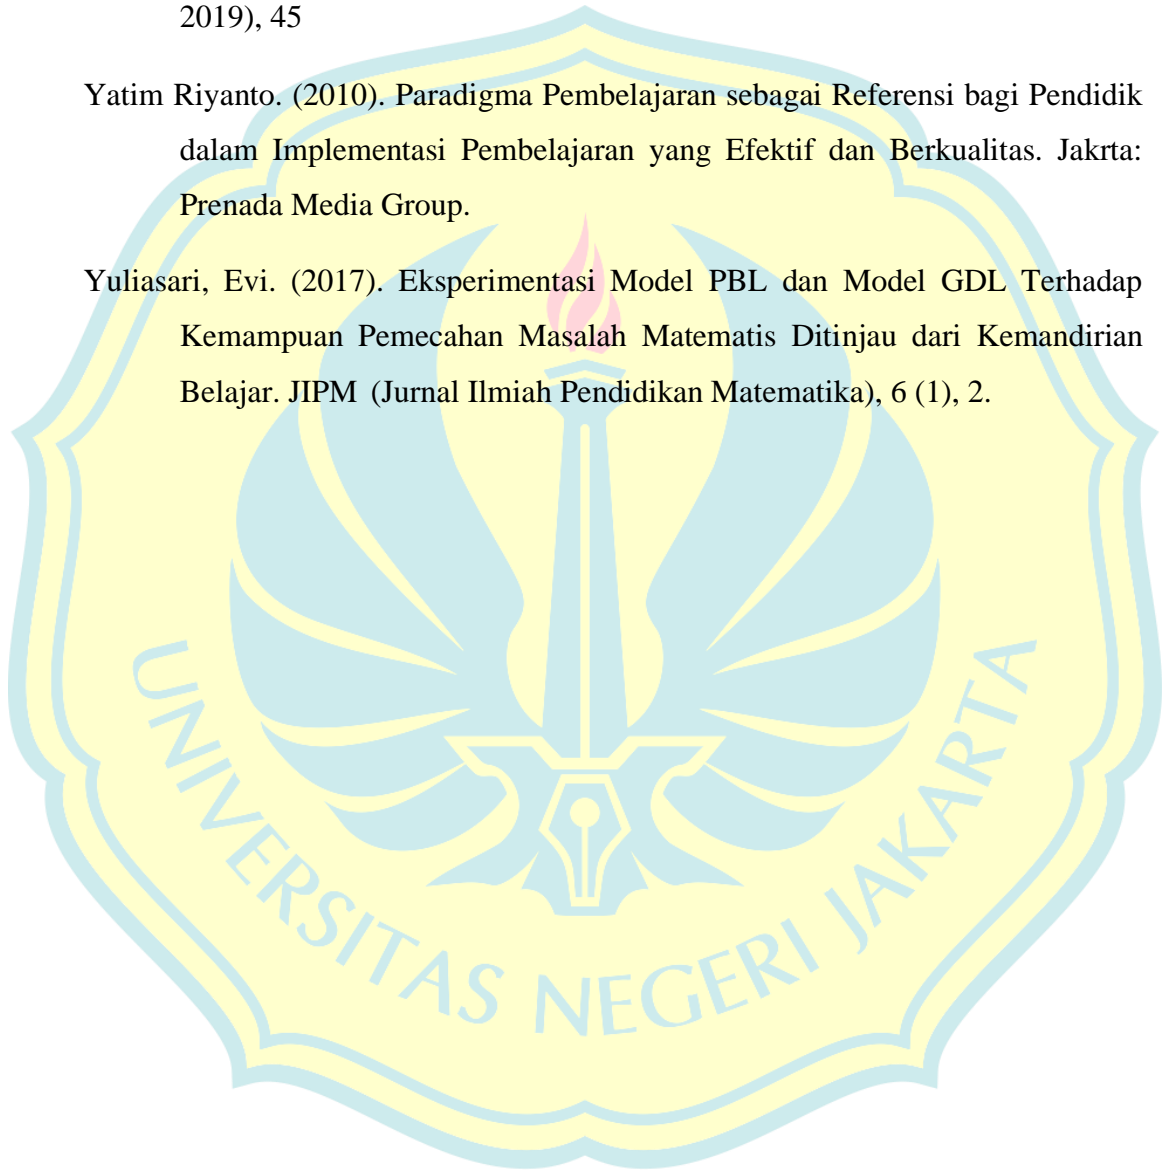 2019), 45
Yatim Riyanto. (2010). Paradigma Pembelajaran sebagai Referensi bagi Pendidik
dalam Implementasi Pembelajaran yang Efektif dan Berkualitas. Jakrta:
Prenada Media Group.
Yuliasari, Evi. (2017). Eksperimentasi Model PBL dan Model GDL Terhadap
Kemampuan Pemecahan Masalah Matematis Ditinjau dari Kemandirian
Belajar. JIPM (Jurnal Ilmiah Pendidikan Matematika), 6 (1), 2.
UNIVERSITAS NEGERI JAKARTA